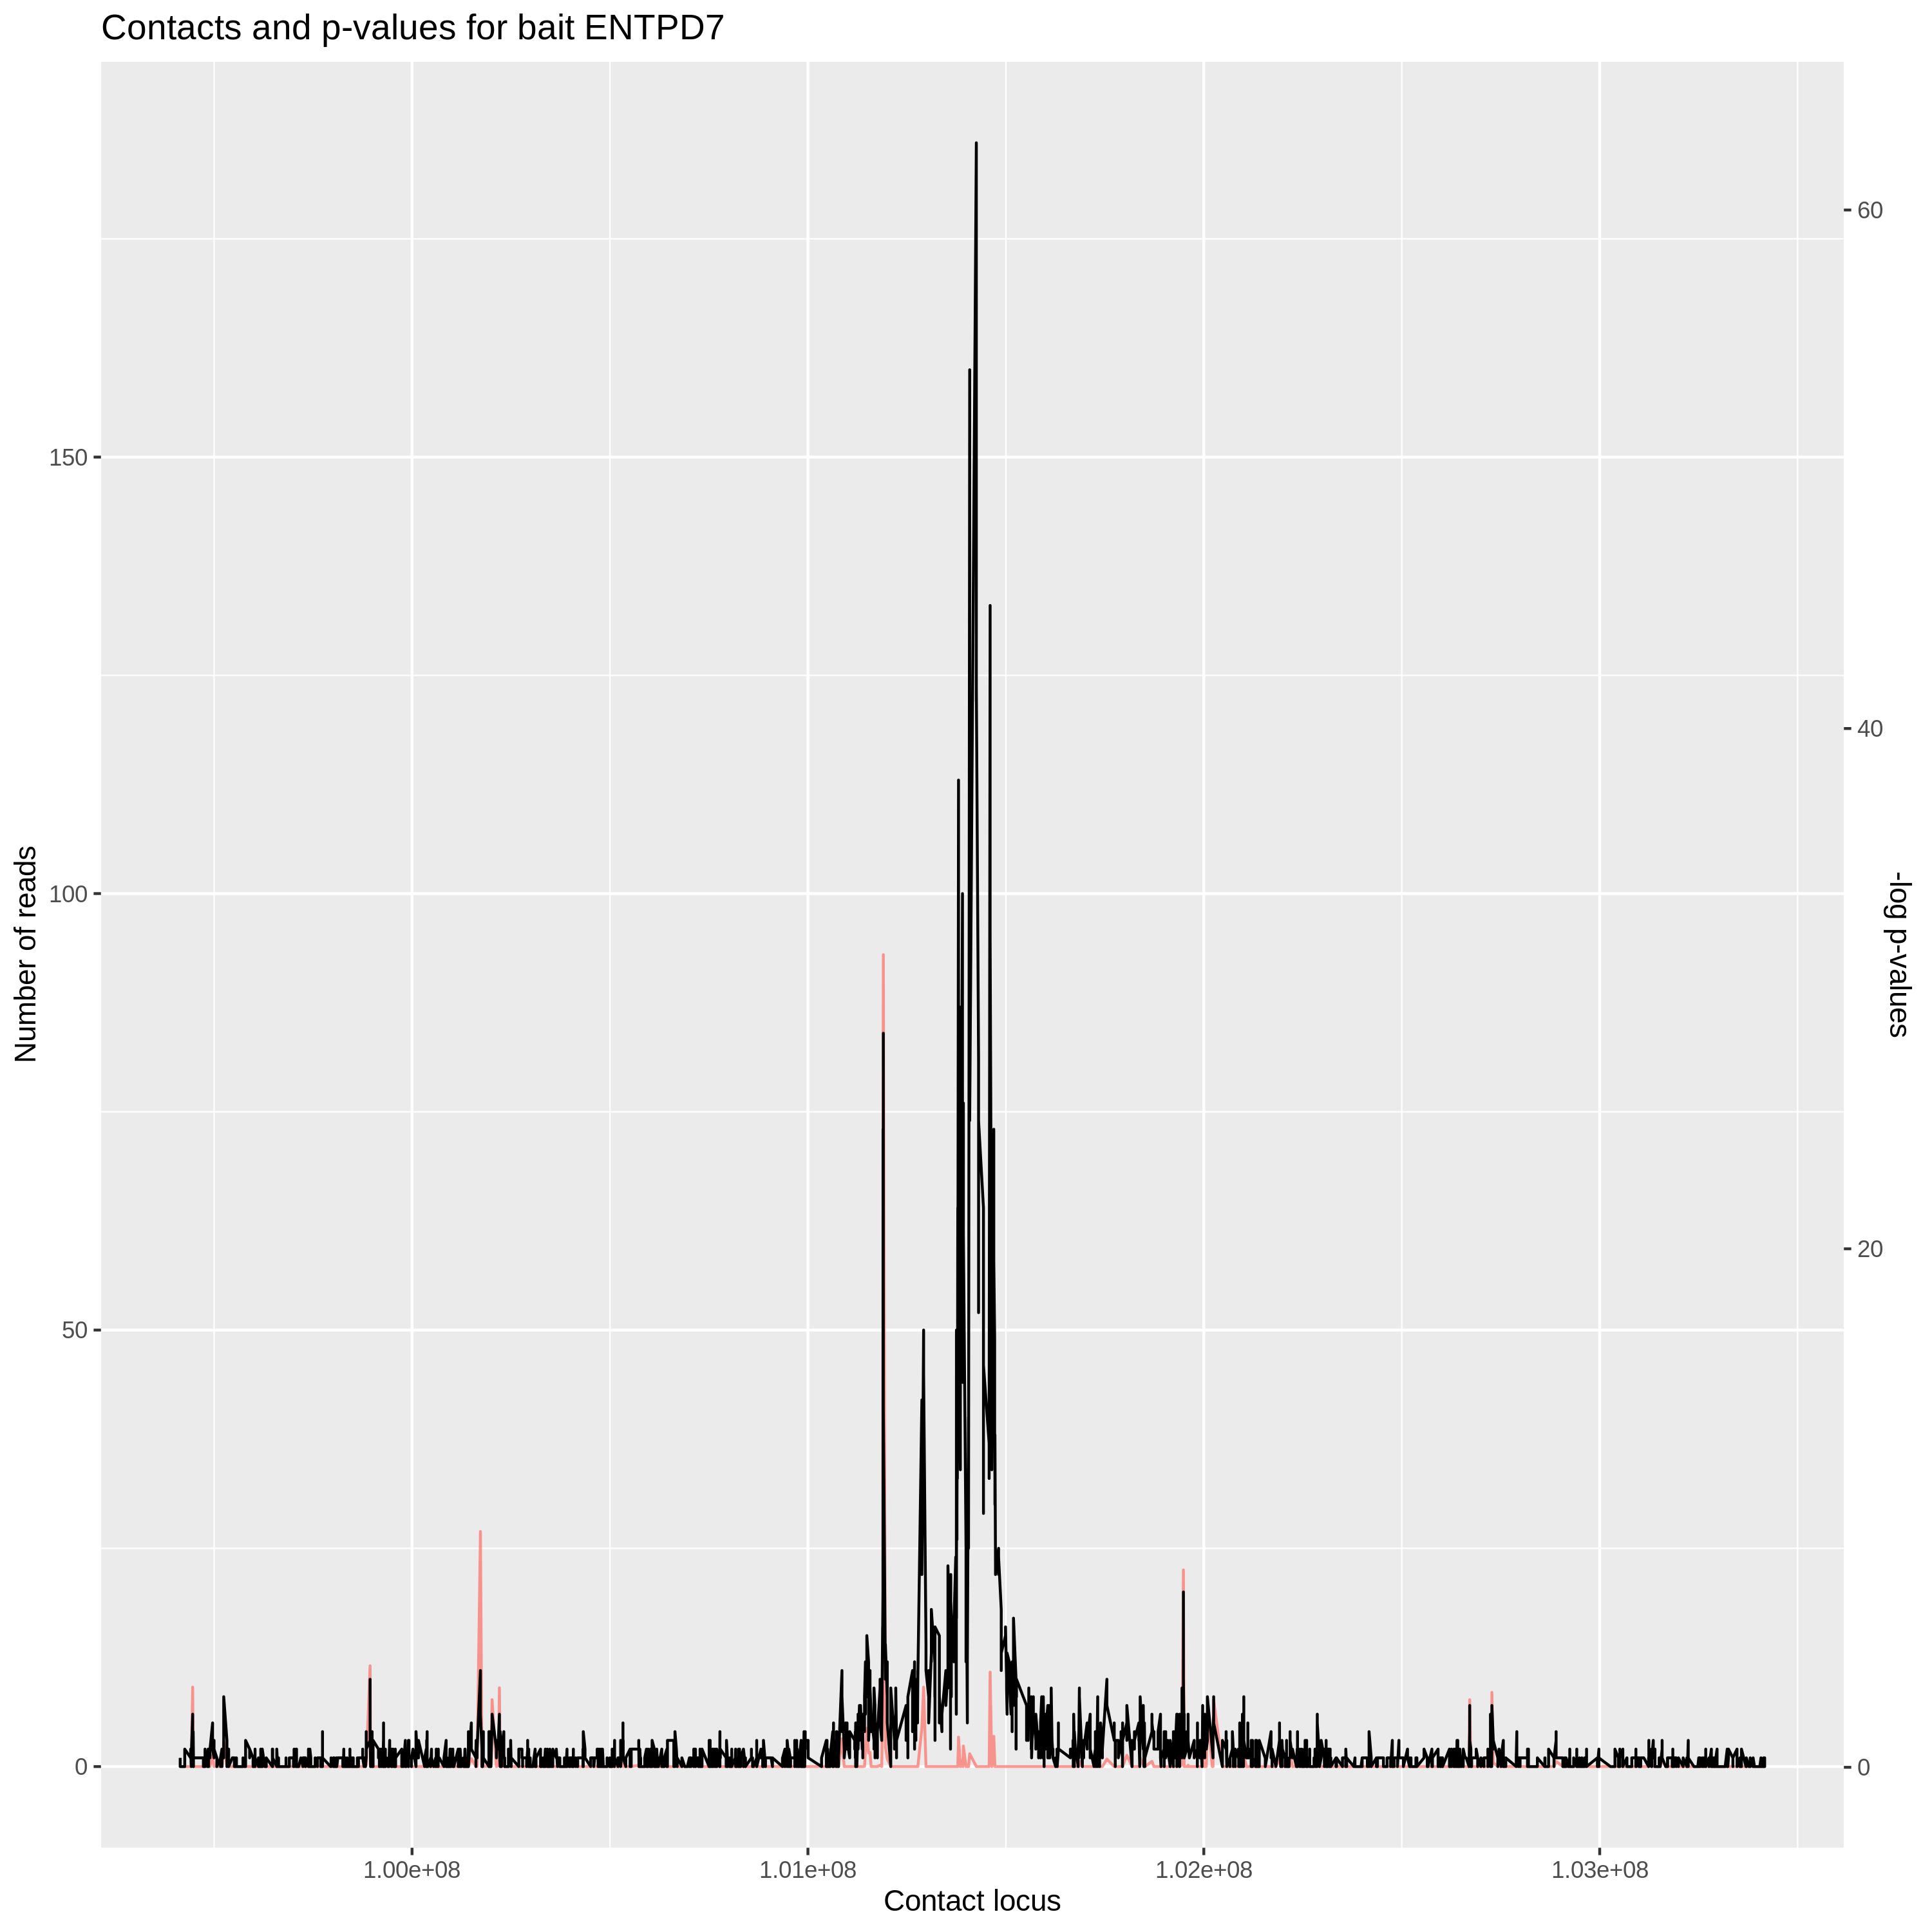 Contacts and p-values for bait ENTPD7
Number of reads
150
100
50
0
60
40
20
0
-log p-values
1.00e+08
1.01e+08
1.02e+08
1.03e+08
Contact locus